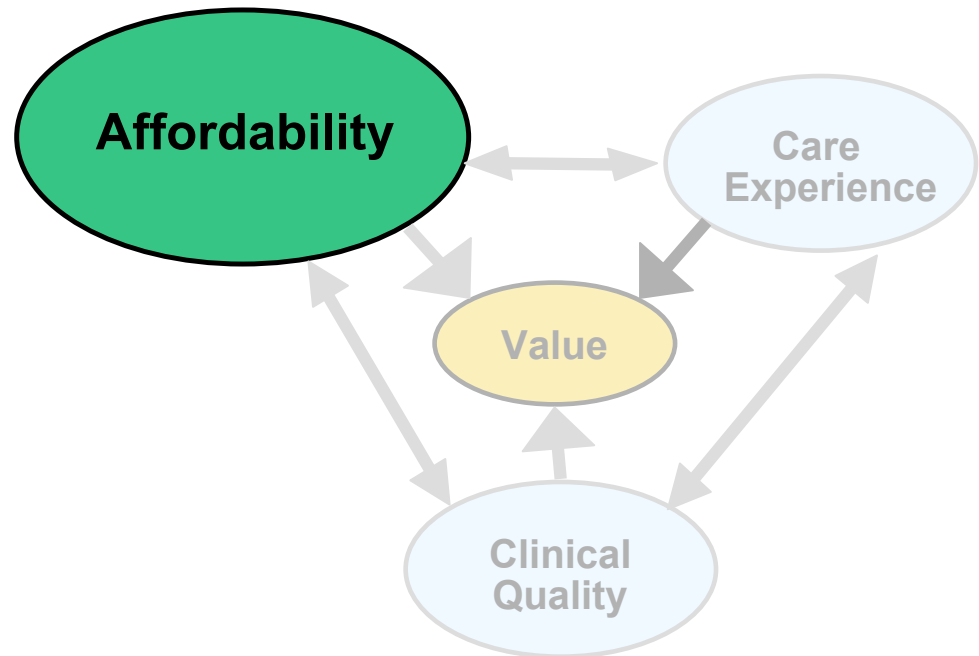 Affordability
Care
Experience
Value
Clinical
Quality